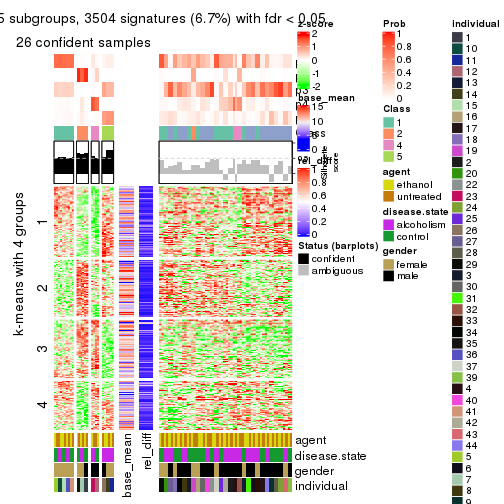 5 subgroups, 3504 signatures (6.7%) with fdr < 0.05
26 confident samples
k-means with 4 groups
1
2
3
4
base_mean
rel_diff
agent
disease.state
gender
individual
z-score
2
1
0
-1
-2
base_mean
15
10
5
0
rel_diff
1
0.8
0.6
0.4
0.2
0
Status (barplots)
confident
ambiguous
Silhouette
score
Prob
1
0.8
0.6
0.4
0.2
0
Class
1
2
4
5
agent
ethanol
untreated
disease.state
alcoholism
control
gender
female
male
individual
1
10
11
12
13
14
15
16
17
18
19
2
20
22
23
24
25
26
27
28
29
3
30
31
32
33
34
35
36
37
39
4
40
41
42
43
44
5
6
7
8
9